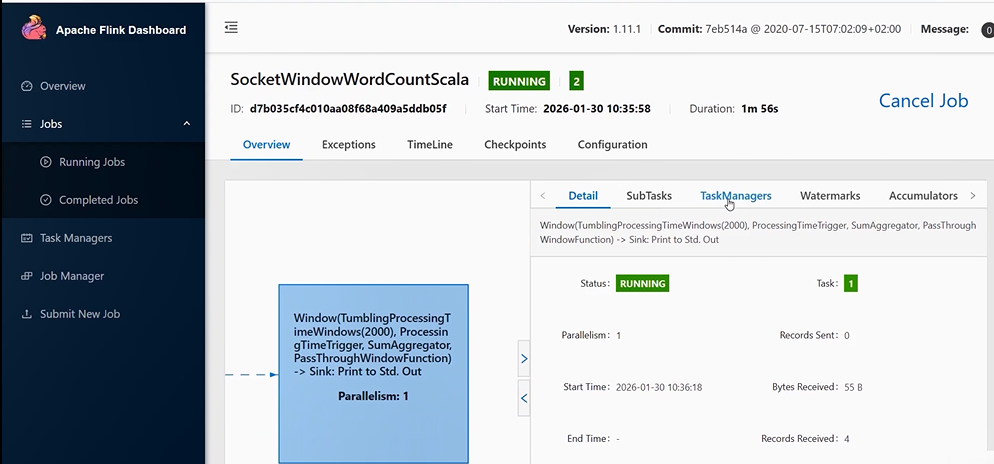 Apache Flink Dashboard
Version: 1.11.1 Commit: 7eb514a @ 2020-07-15T07:02:09+02:00 Message: 0
Overview
Jobs
Running Jobs
Completed Jobs
Task Managers
Job Manager
Submit New Job
SocketWindowWordCountScala RUNNING 2
ID: d7b035cf4c010aa08f68a409a5ddb05f Start Time: 2026-01-30 10:35:58 Duration: 1m 56s
Cancel Job
Overview Exceptions TimeLine Checkpoints Configuration
Window(TumblingProcessingT
imeWindows(2000), Processin
gTimeTrigger, SumAggregator,
PassThroughWindowFunction)
-> Sink: Print to Std. Out
Parallelism: 1
Detail SubTasks TaskManagers Watermarks Accumulators
Window(TumblingProcessingTimeWindows(2000), ProcessingTimeTrigger, SumAggregator, PassThrough
WindowFunction) -> Sink: Print to Std. Out
Status: RUNNING Task: 1
Parallelism: 1 Records Sent: 0
Start Time: 2026-01-30 10:36:18 Bytes Received: 55 B
End Time: - Records Received: 4